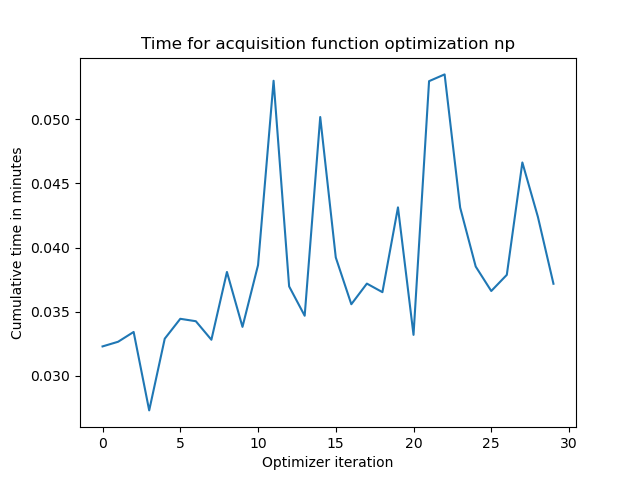 Time for acquisition function optimization np
Cumulative time in minutes
0.050
0.045
0.040
0.035
0.030
0 5 10 15 20 25 30
Optimizer iteration